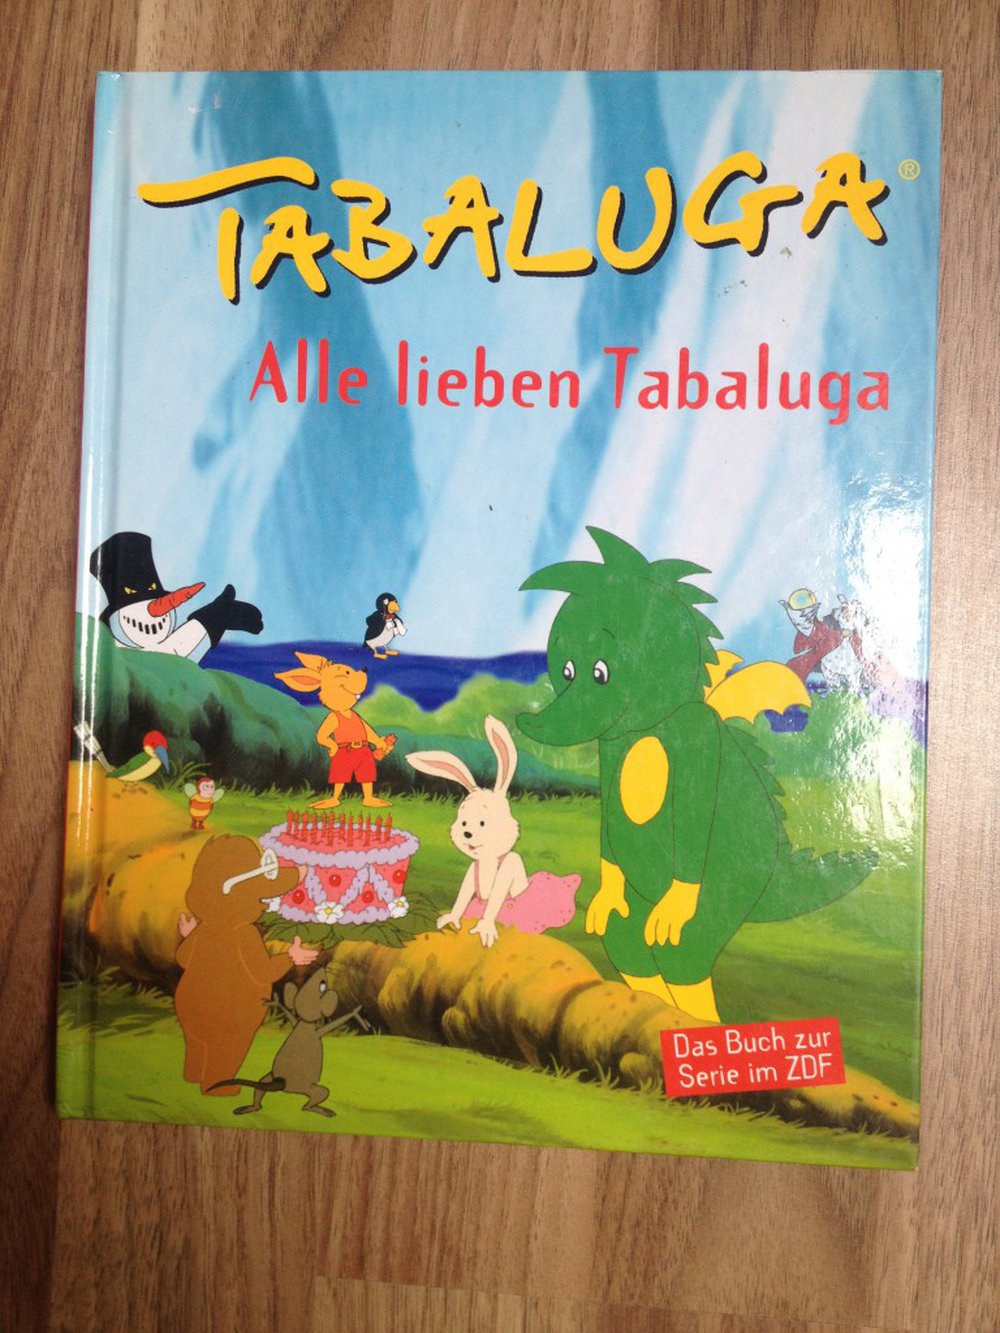 TABALUGA®
Alle lieben Tabaluga
Das Buch zur
Serie im ZDF